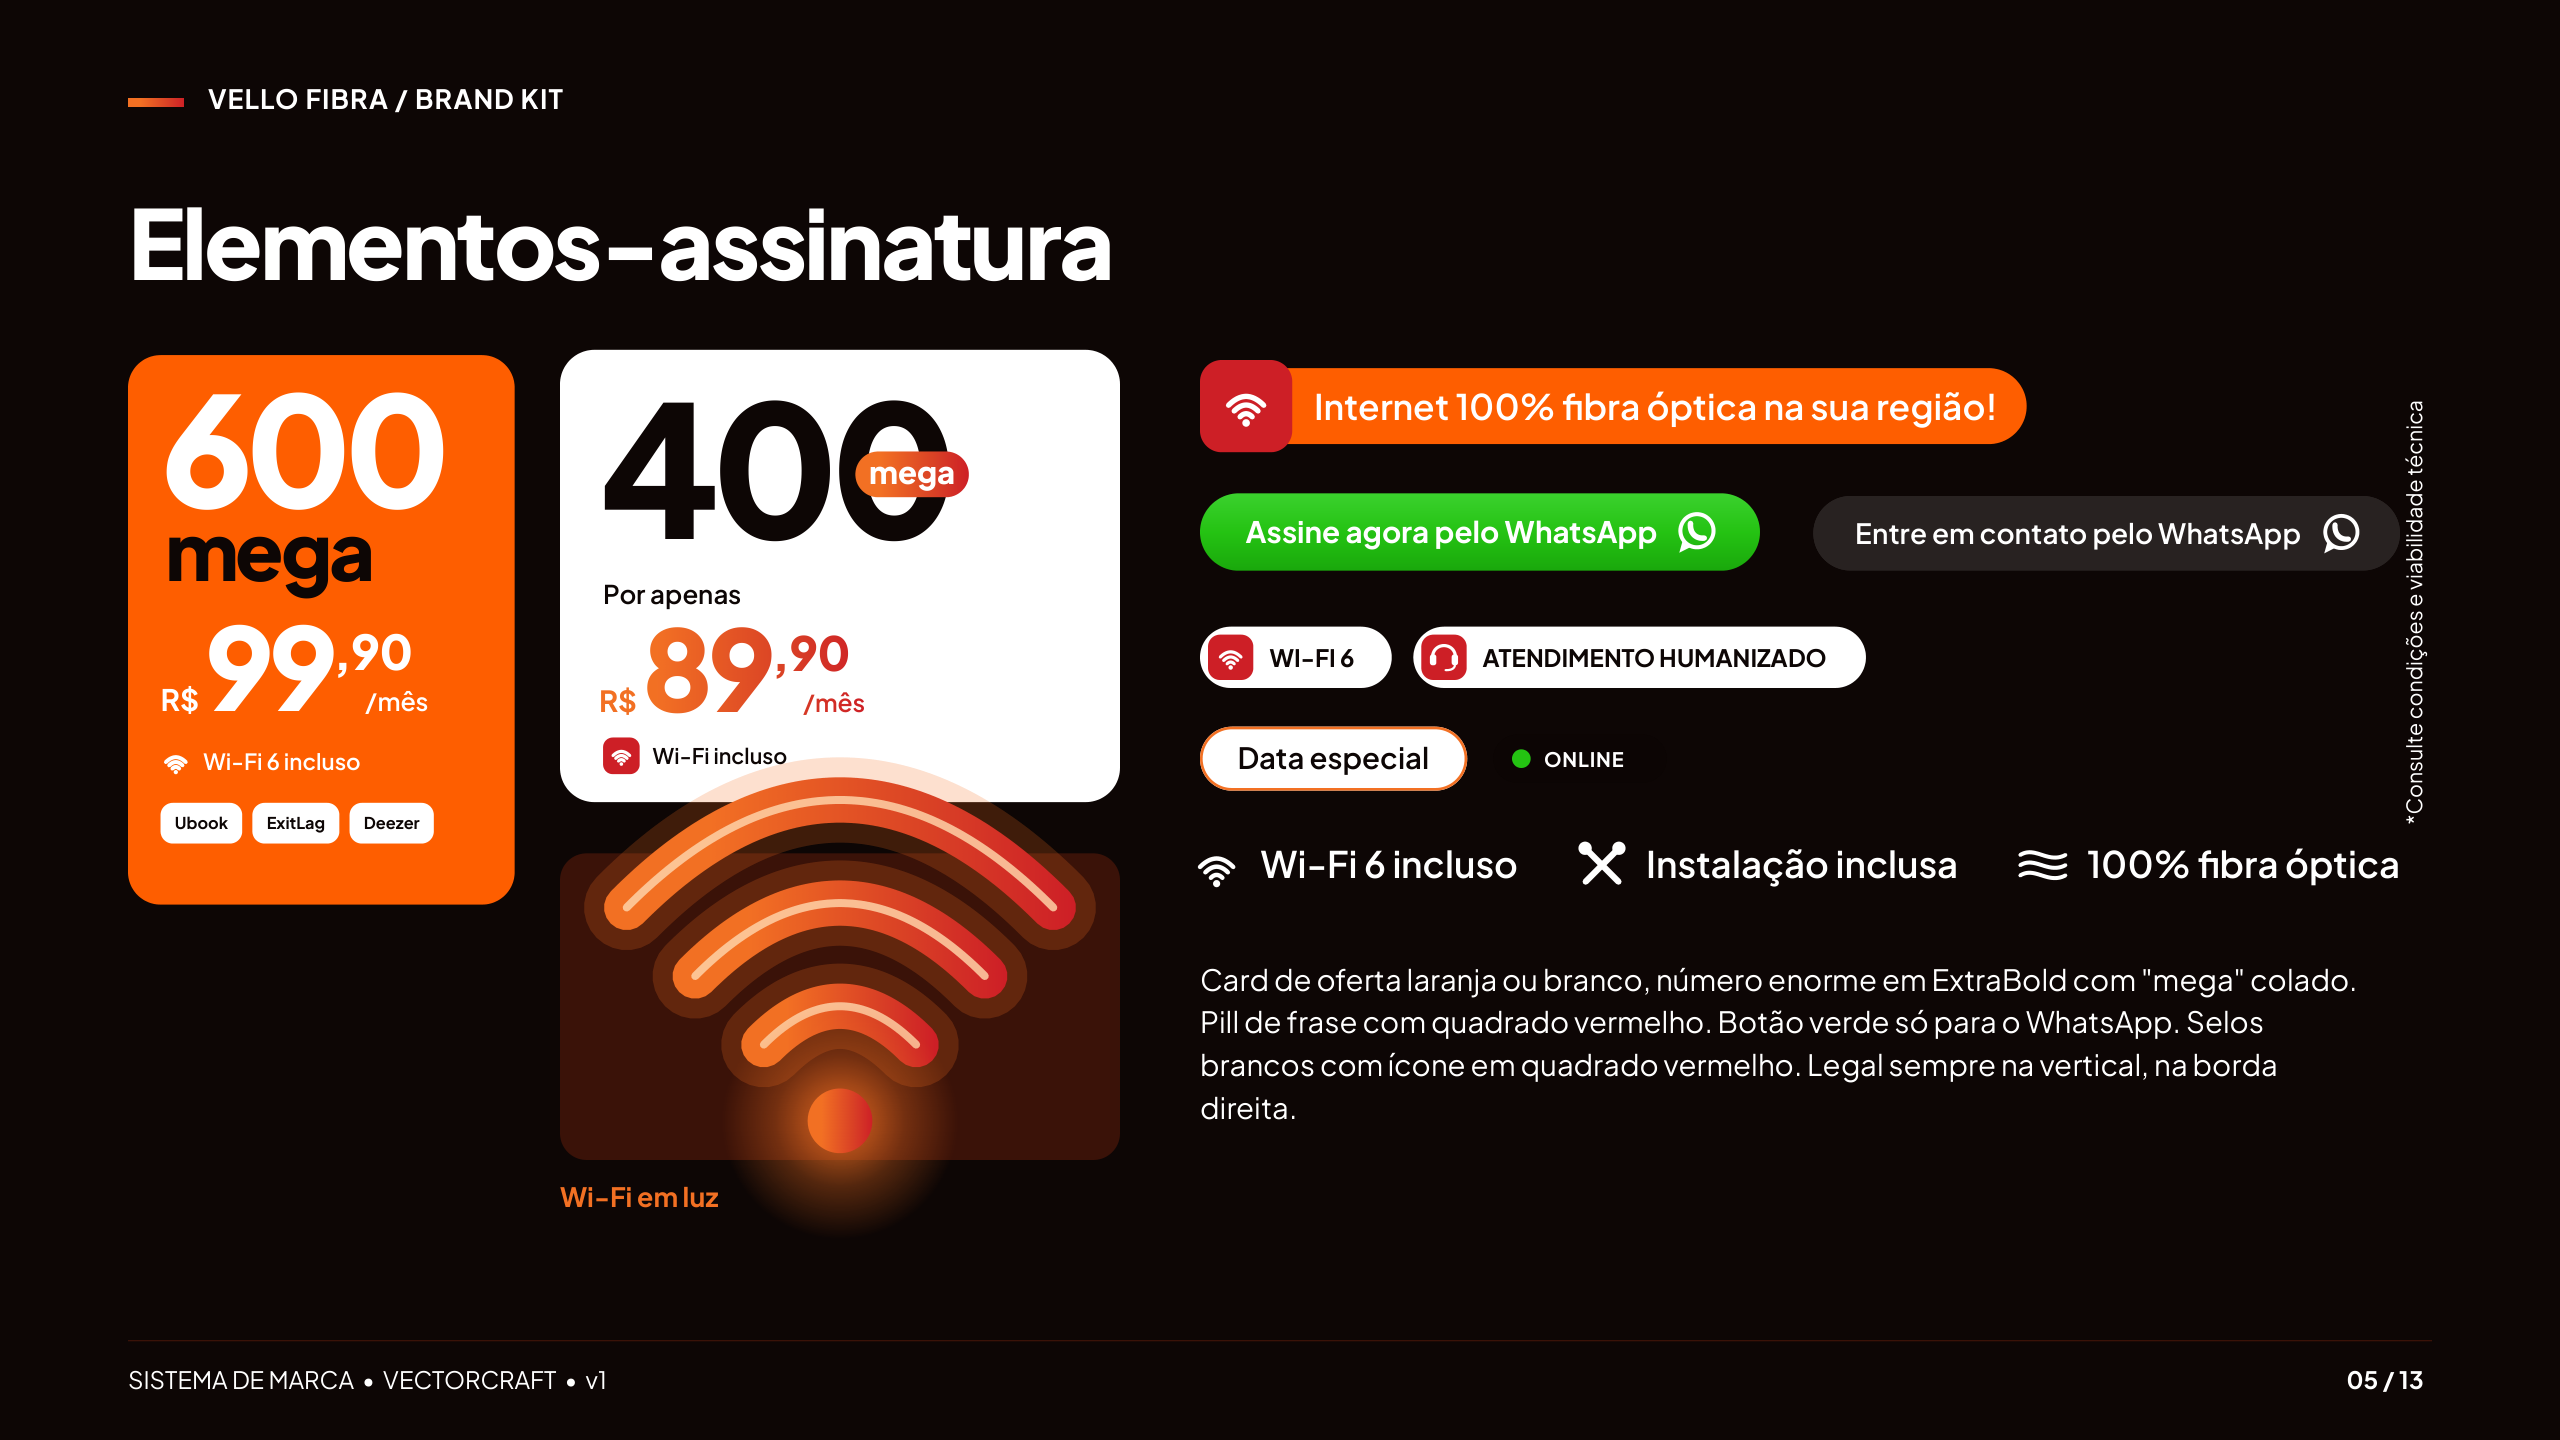 VELLO FIBRA / BRAND KIT
Elementos-assinatura
600
mega
R$ 99,90
/mês
Wi-Fi 6 incluso
Ubook ExitLag Deezer
400 mega
Por apenas
R$ 89,90
/mês
Wi-Fi incluso
Wi-Fi em luz
Internet 100% fibra óptica na sua região!
Assine agora pelo WhatsApp
Entre em contato pelo WhatsApp
WI-FI 6
ATENDIMENTO HUMANIZADO
Data especial
ONLINE
Wi-Fi 6 incluso
Instalação inclusa
100% fibra óptica
*Consulte condições e viabilidade técnica
Card de oferta laranja ou branco, número enorme em ExtraBold com "mega" colado.
Pill de frase com quadrado vermelho. Botão verde só para o WhatsApp. Selos
brancos com ícone em quadrado vermelho. Legal sempre na vertical, na borda
direita.
SISTEMA DE MARCA • VECTORCRAFT • v1
05 / 13